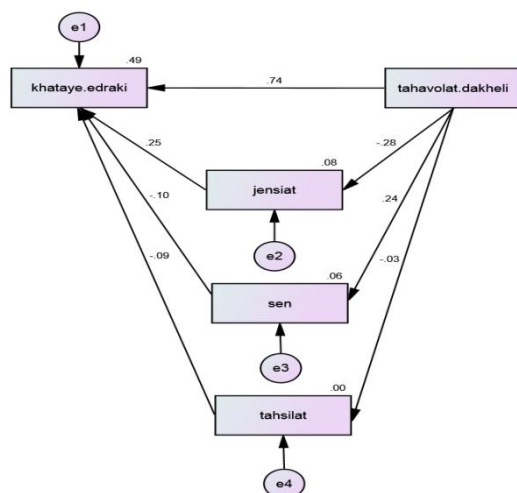 e1
.49
khataye.edraki
.74
tahavolat.dakheli
.25
-.28
.08
jensiat
-.10
.24
e2
-.09
-.03
.06
sen
e3
.00
tahsilat
e4